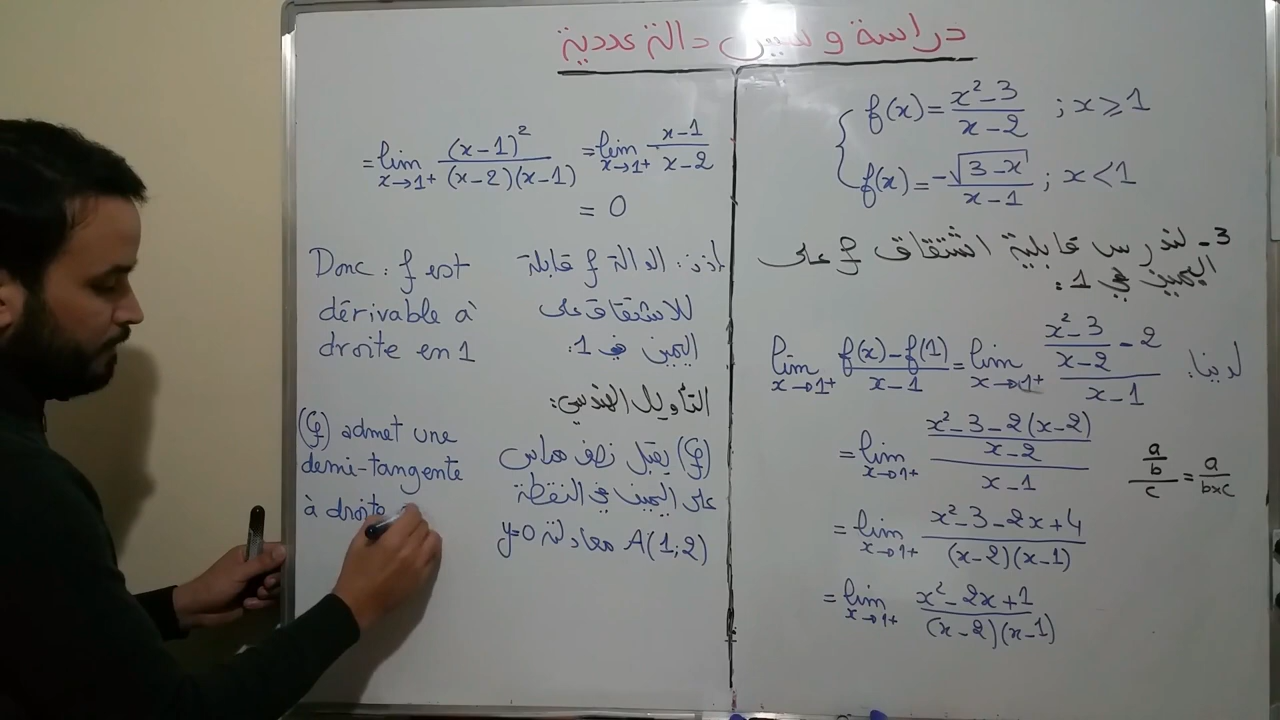 دراسة و دالة عددية
f(x) = (x² - 3)/(x - 2) ; x ⩾ 1
f(x) = -√(3 - x)/(x - 1) ; x < 1
3- لندرس قابلية اشتقاق f على
اليمين في 1.
لدينا: lim x→1+ (f(x) - f(1))/(x - 1) = lim x→1+ ((x² - 3)/(x - 2) - 2)/(x - 1)
= lim x→1+ ((x² - 3 - 2(x - 2))/(x - 2))/(x - 1)
(a/b)/c = a/(b×c)
= lim x→1+ (x² - 3 - 2x + 4)/((x - 2)(x - 1))
= lim x→1+ (x² - 2x + 1)/((x - 2)(x - 1))
= lim x→1+ (x - 1)²/((x - 2)(x - 1)) = lim x→1+ (x - 1)/(x - 2)
= 0
إذن: الدالة f قابلة
للاشتقاق على
اليمين في 1.
Donc : f est
dérivable à
droite en 1
التأويل الهندسي:
(Cf) يقبل نصف مماس
على اليمين في النقطة
A(1;2) معادلته y=0
(Cf) admet une
demi-tangente
à droite